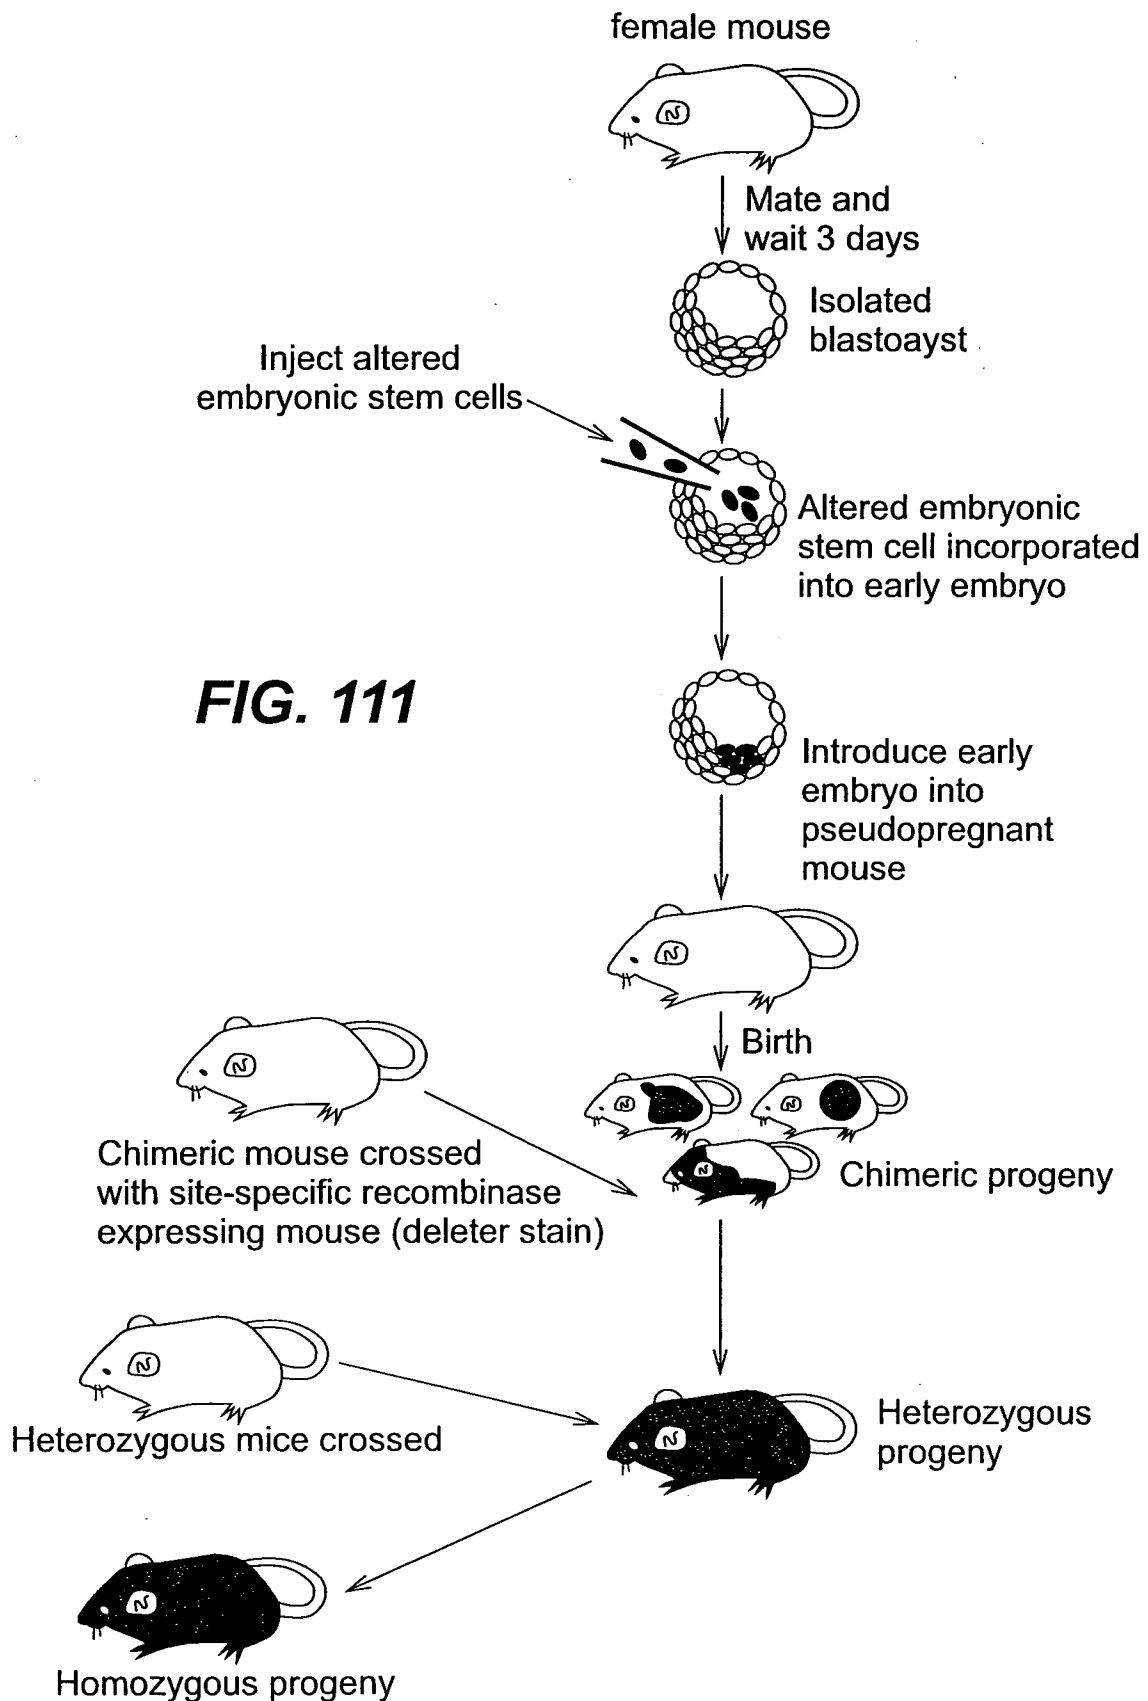 female mouse
Mate and
wait 3 days
Isolated
blastoayst
Inject altered
embryonic stem cells
Altered embryonic
stem cell incorporated
into early embryo
FIG. 111
Introduce early
embryo into
pseudopregnant
mouse
Birth
Chimeric mouse crossed
with site-specific recombinase
expressing mouse (deleter stain)
Chimeric progeny
Heterozygous mice crossed
Heterozygous
progeny
Homozygous progeny